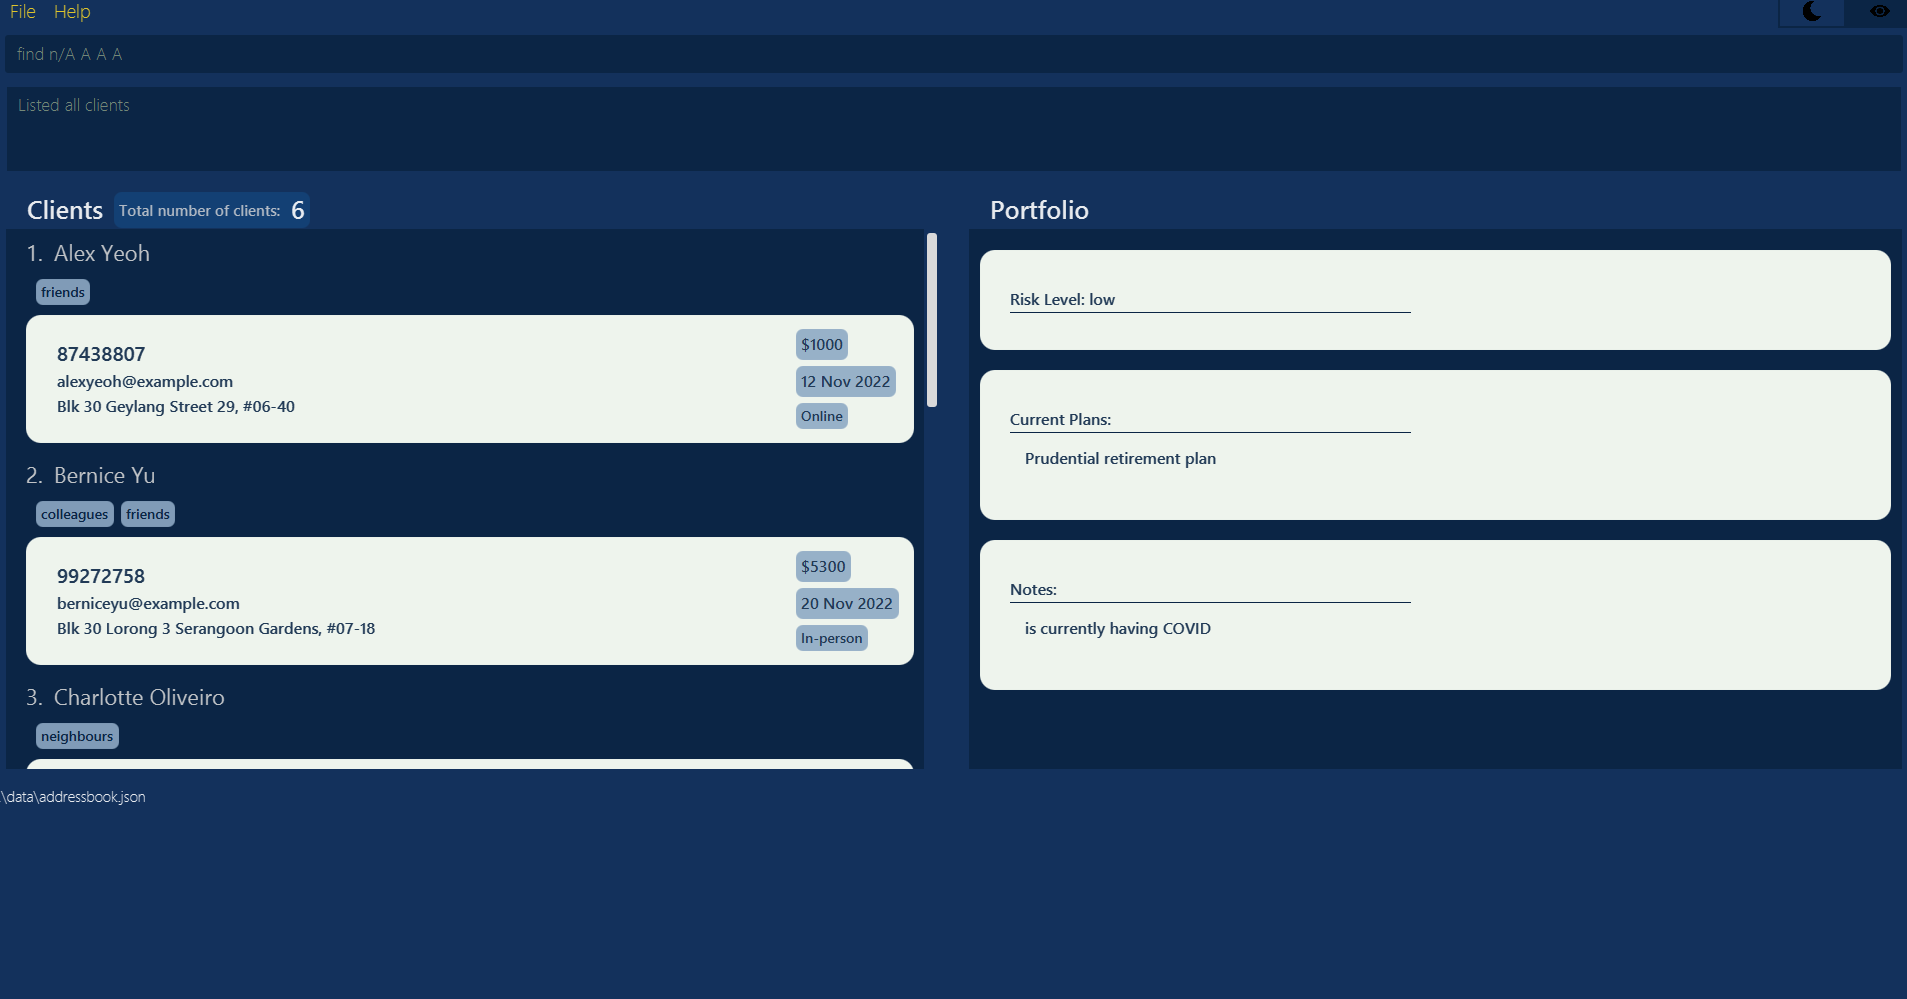 File Help
find n/A A A A
Listed all clients
Clients Total number of clients: 6
1. Alex Yeoh
friends
87438807
alexyeoh@example.com
Blk 30 Geylang Street 29, #06-40
$1000
12 Nov 2022
Online
2. Bernice Yu
colleagues friends
99272758
berniceyu@example.com
Blk 30 Lorong 3 Serangoon Gardens, #07-18
$5300
20 Nov 2022
In-person
3. Charlotte Oliveiro
neighbours
Portfolio
Risk Level: low
Current Plans:
Prudential retirement plan
Notes:
is currently having COVID
.\data\addressbook.json